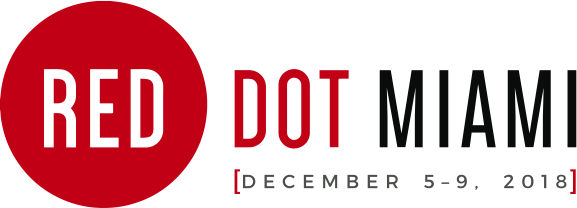 RED DOT MIAMI
[DECEMBER 5–9, 2018]